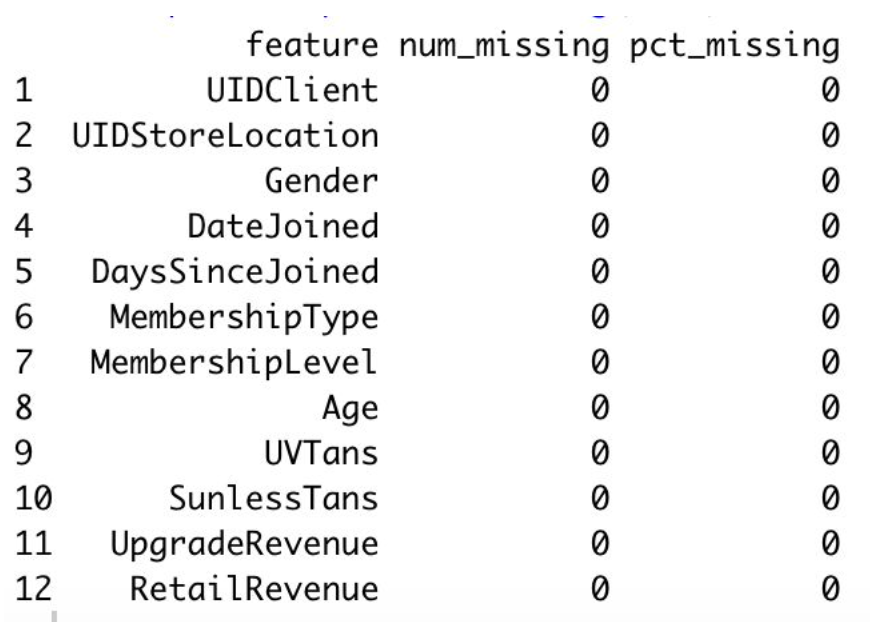 feature num_missing pct_missing
1 UIDClient 0 0
2 UIDStoreLocation 0 0
3 Gender 0 0
4 DateJoined 0 0
5 DaysSinceJoined 0 0
6 MembershipType 0 0
7 MembershipLevel 0 0
8 Age 0 0
9 UVTans 0 0
10 SunlessTans 0 0
11 UpgradeRevenue 0 0
12 RetailRevenue 0 0